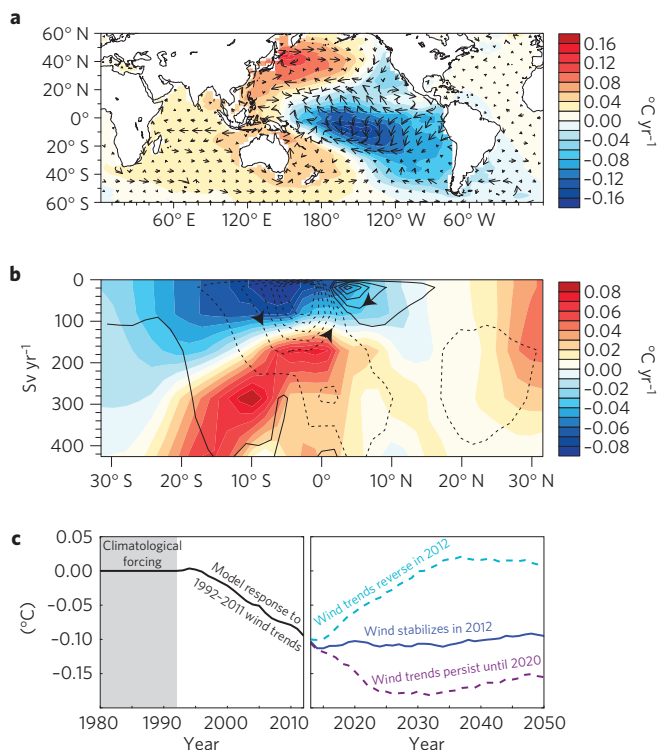 a
60° N
40° N
20° N
0°
20° S
40° S
60° S
60° E
120° E
180°
120° W
60° W
0.16
0.12
0.08
0.04
0.00
−0.04
−0.08
−0.12
−0.16
°C yr⁻¹
b
0
100
200
300
400
Sv yr⁻¹
30° S
20° S
10° S
0°
10° N
20° N
30° N
0.08
0.06
0.04
0.02
0.00
−0.02
−0.04
−0.06
−0.08
°C yr⁻¹
c
0.05
0.00
−0.05
−0.10
−0.15
(°C)
Climatological
forcing
Model response to
1992–2011 wind trends
Wind trends reverse in 2012
Wind stabilizes in 2012
Wind trends persist until 2020
1980
1990
2000
2010
2020
2030
2040
2050
Year
Year